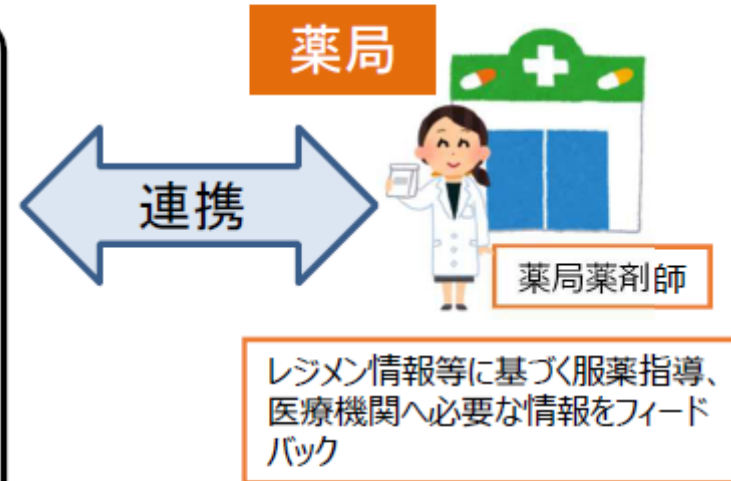 薬局
連携
薬局薬剤師
レジメン情報等に基づく服薬指導、
医療機関へ必要な情報をフィード
バック